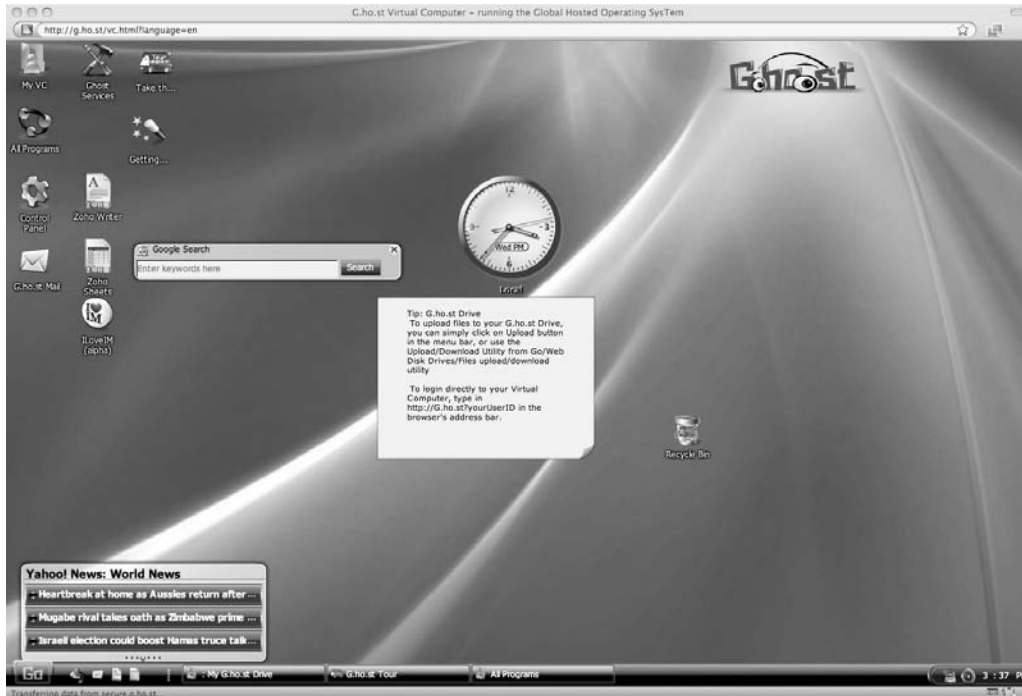 G.ho.st Virtual Computer – running the Global Hosted Operating SysTem
http://g.ho.st/vc.html?language=en
G.ho.st
My VC
Ghost
Services
Take th...
All Programs
Getting...
Control
Panel
Zoho Writer
12
3
6
9
Wed PM
Local
Google Search
Enter keywords here
Search
G.ho.st Mail
Zoho
Sheets
ILoveIM
(alpha)
Tip: G.ho.st Drive
To upload files to your G.ho.st Drive,
you can simply click on Upload button
in the menu bar, or use the
Upload/Download Utility from Go/Web
Disk Drives/Files upload/download
utility
To login directly to your Virtual
Computer, type in
http://G.ho.st?yourUserID in the
browser's address bar.
Recycle Bin
Yahoo! News: World News
Heartbreak at home as Aussies return after ...
Mugabe rival takes oath as Zimbabwe prime ...
Israeli election could boost Hamas truce talk...
Go
: My G.ho.st Drive
G.ho.st Tour
All Programs
3 : 37 P
Transferring data from secure.g.ho.st...